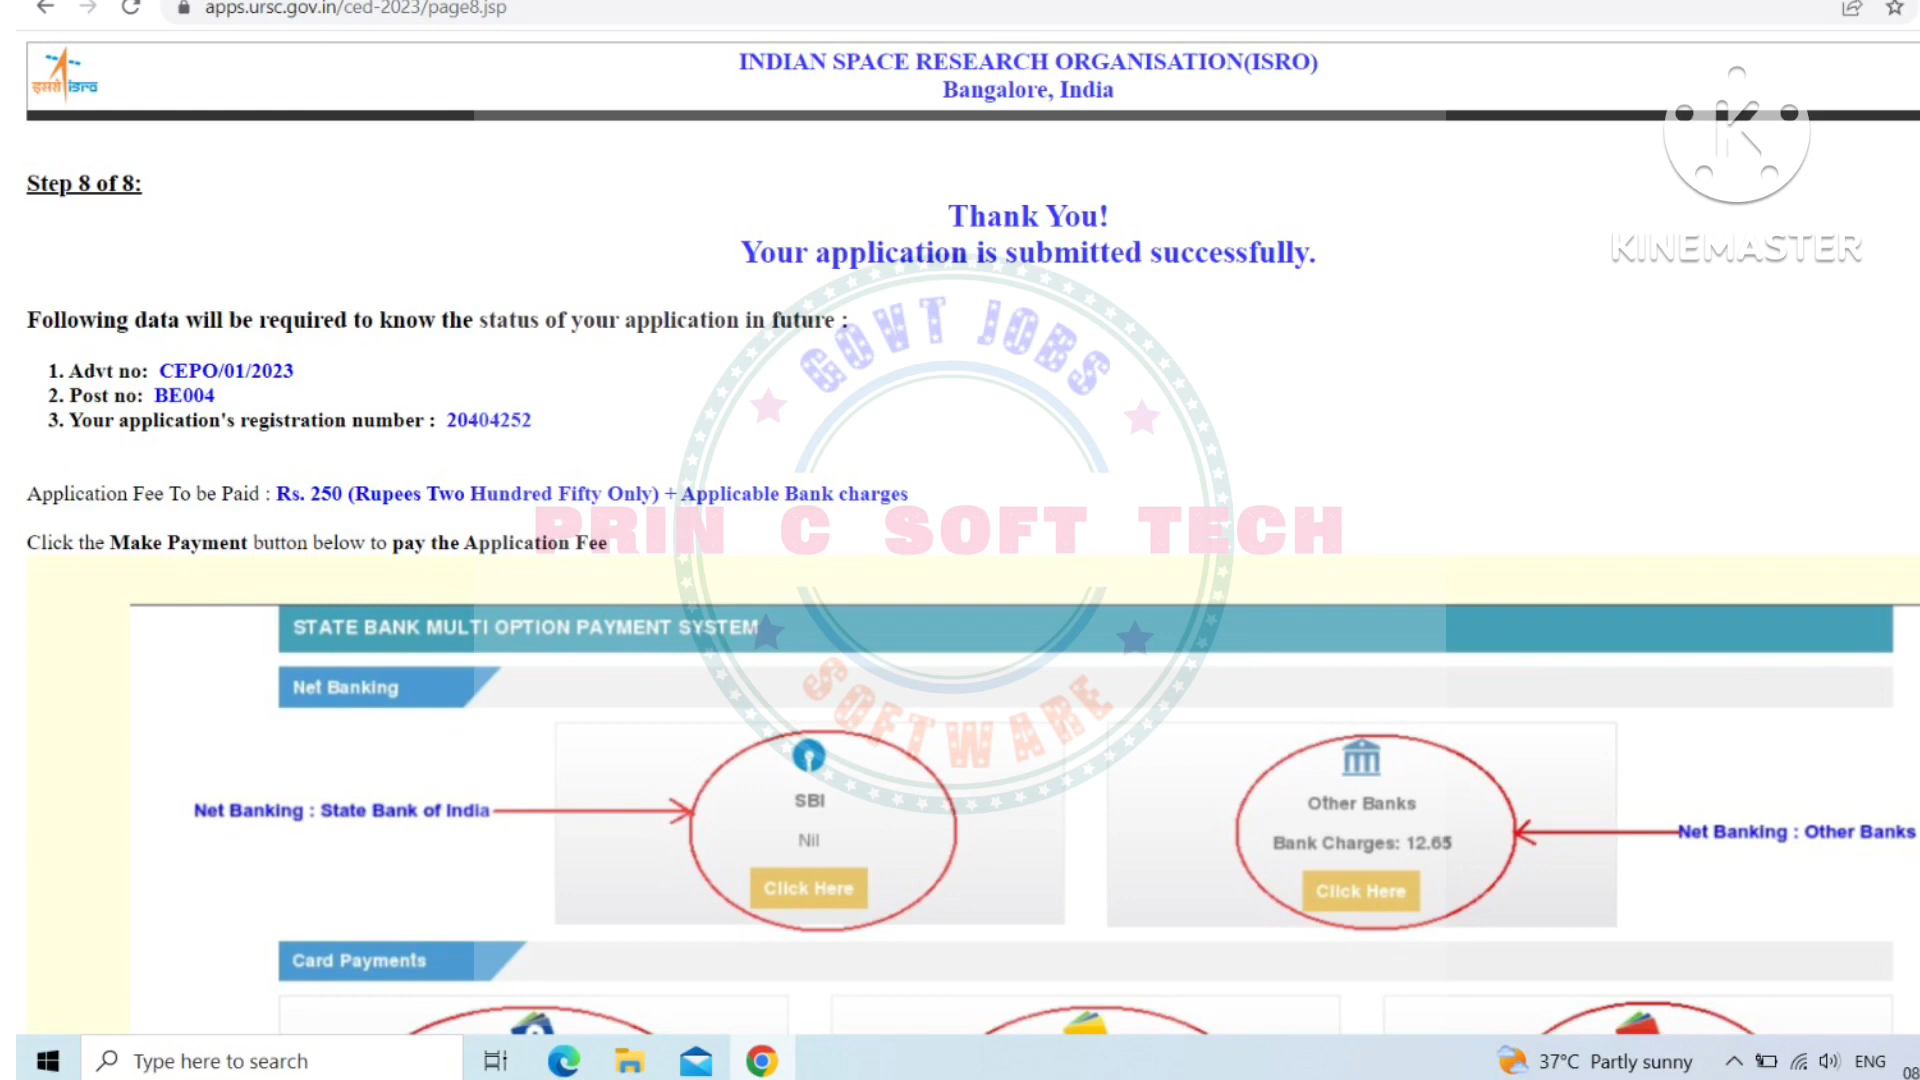 apps.ursc.gov.in/ced-2023/page8.jsp
इसरो isro
INDIAN SPACE RESEARCH ORGANISATION(ISRO)
Bangalore, India
K
KINEMASTER
Step 8 of 8:
Thank You!
Your application is submitted successfully.
Following data will be required to know the status of your application in future :
GOVT JOBS
1. Advt no: CEPO/01/2023
2. Post no: BE004
3. Your application's registration number : 20404252
Application Fee To be Paid : Rs. 250 (Rupees Two Hundred Fifty Only) + Applicable Bank charges
PRIN C SOFT TECH
Click the Make Payment button below to pay the Application Fee
STATE BANK MULTI OPTION PAYMENT SYSTEM
Net Banking
SOFTWARE
SBI
Other Banks
Net Banking : State Bank of India
Net Banking : Other Banks
Nil
Bank Charges: 12.65
Click Here
Click Here
Card Payments
Type here to search
37°C Partly sunny
ENG
08